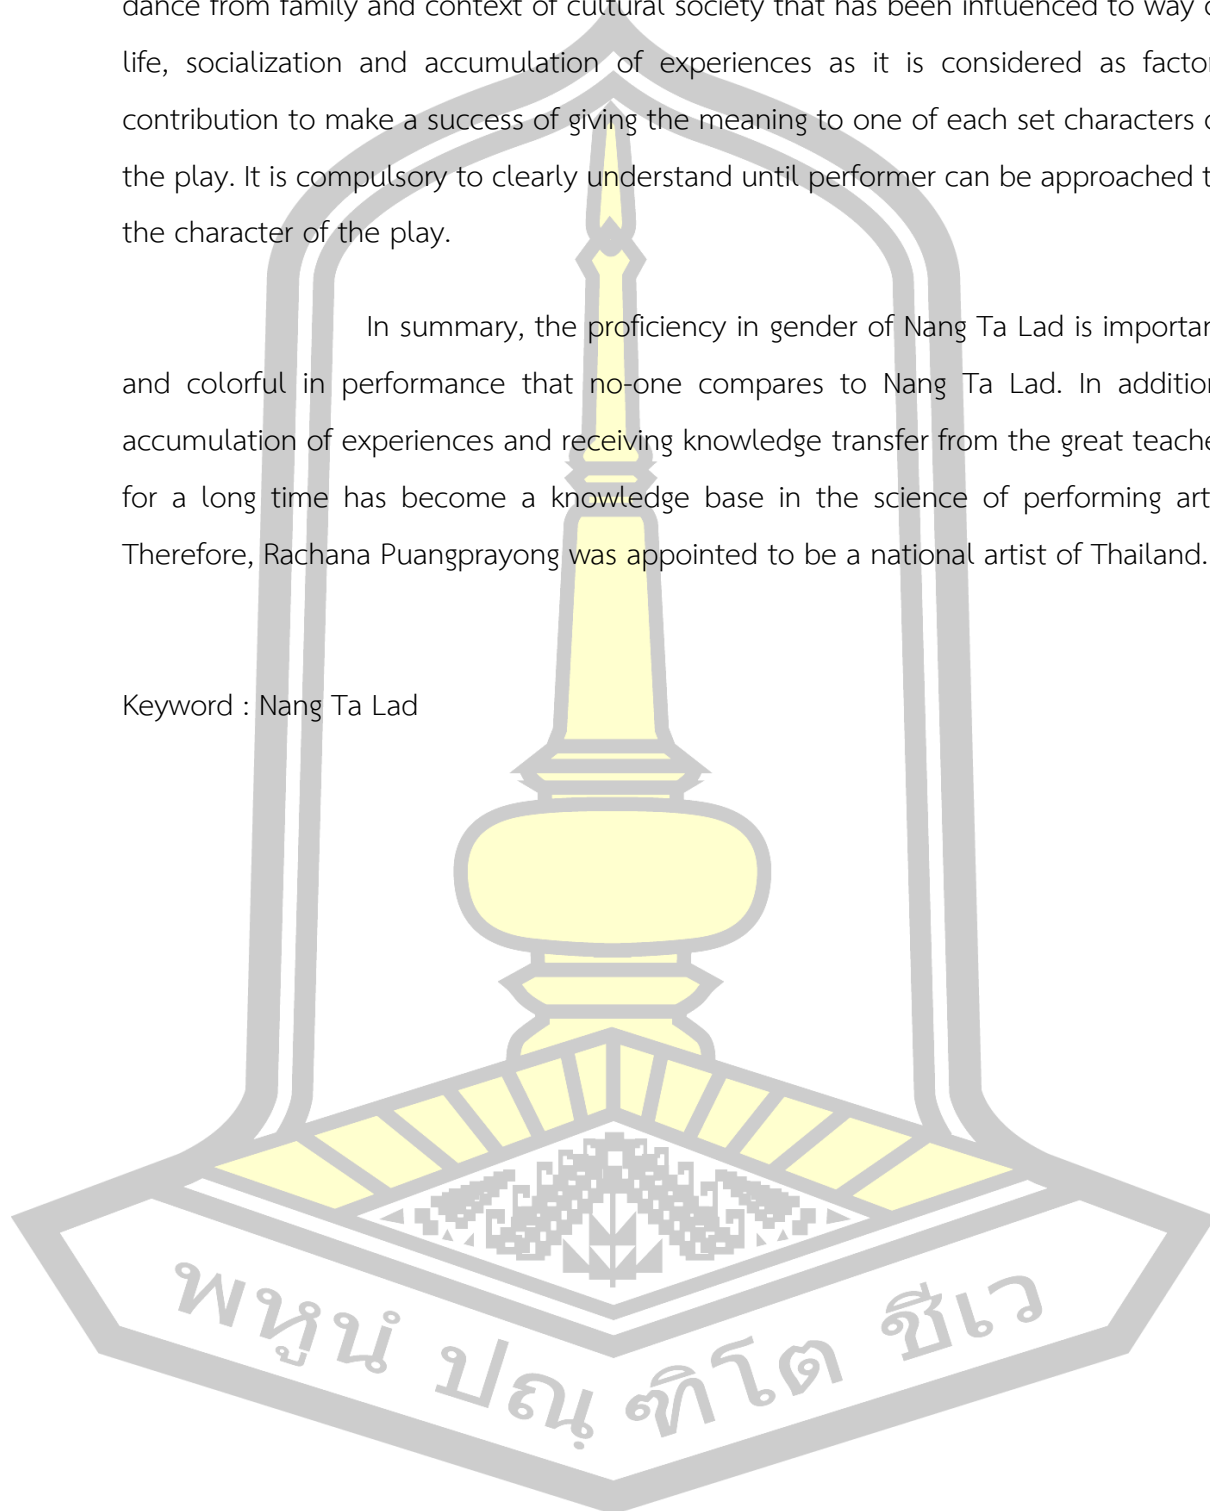 dance from family and context of cultural society that has been influenced to way
life, socialization and accumulation of experiences as it is considered as factor
contribution to make a success of giving the meaning to one of each set characters
the play. It is compulsory to clearly understand until performer can be approached
the character of the play.
In summary, the proficiency in gender of Nang Ta Lad is importan
and colorful in performance that no-one compares to Nang Ta Lad. In addition
accumulation of experiences and receiving knowledge transfer from the great teache
for a long time has become a knowledge base in the science of performing art
Therefore, Rachana Puangprayong was appointed to be a national artist of Thailand.
Keyword : Nang Ta Lad
พหูนํ ปณฺฑิโต ชีเว